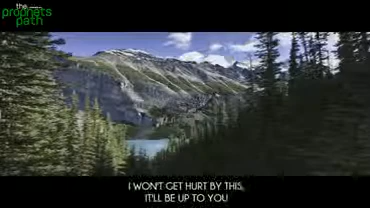 the
prophets
path
I WON'T GET HURT BY THIS,
IT'LL BE UP TO YOU